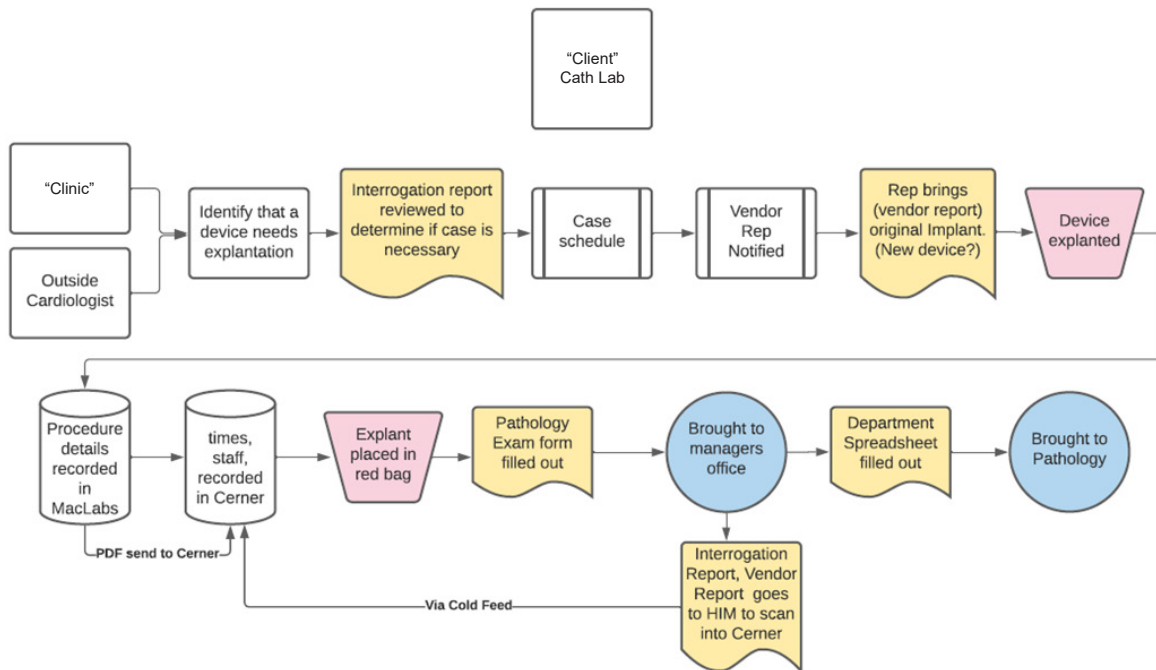 “Client”
Cath Lab
“Clinic”
Outside
Cardiologist
Identify that a
device needs
explantation
Interrogation report
reviewed to
determine if case is
necessary
Case
schedule
Vendor
Rep
Notified
Rep brings
(vendor report)
original Implant.
(New device?)
Device
explanted
Procedure
details
recorded
in
MacLabs
times,
staff,
recorded
in Cerner
PDF send to Cerner
Explant
placed in
red bag
Pathology
Exam form
filled out
Brought to
managers
office
Department
Spreadsheet
filled out
Brought to
Pathology
Interrogation
Report, Vendor
Report goes
to HIM to scan
into Cerner
Via Cold Feed